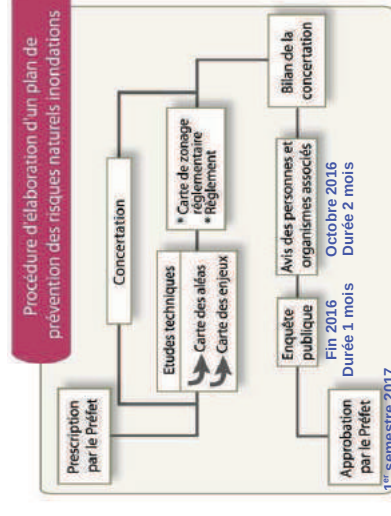 Procédure d'élaboration d'un plan de
prévention des risques naturels inondations
Prescription
par le Préfet
Concertation
Etudes techniques
Carte des aléas
Carte des enjeux
* Carte de zonage
réglementaire
* Règlement
Bilan de la
concertation
Avis des personnes et
organismes associés
Octobre 2016
Durée 2 mois
Enquête
publique
Fin 2016
Durée 1 mois
Approbation
par le Préfet
1er semestre 2017